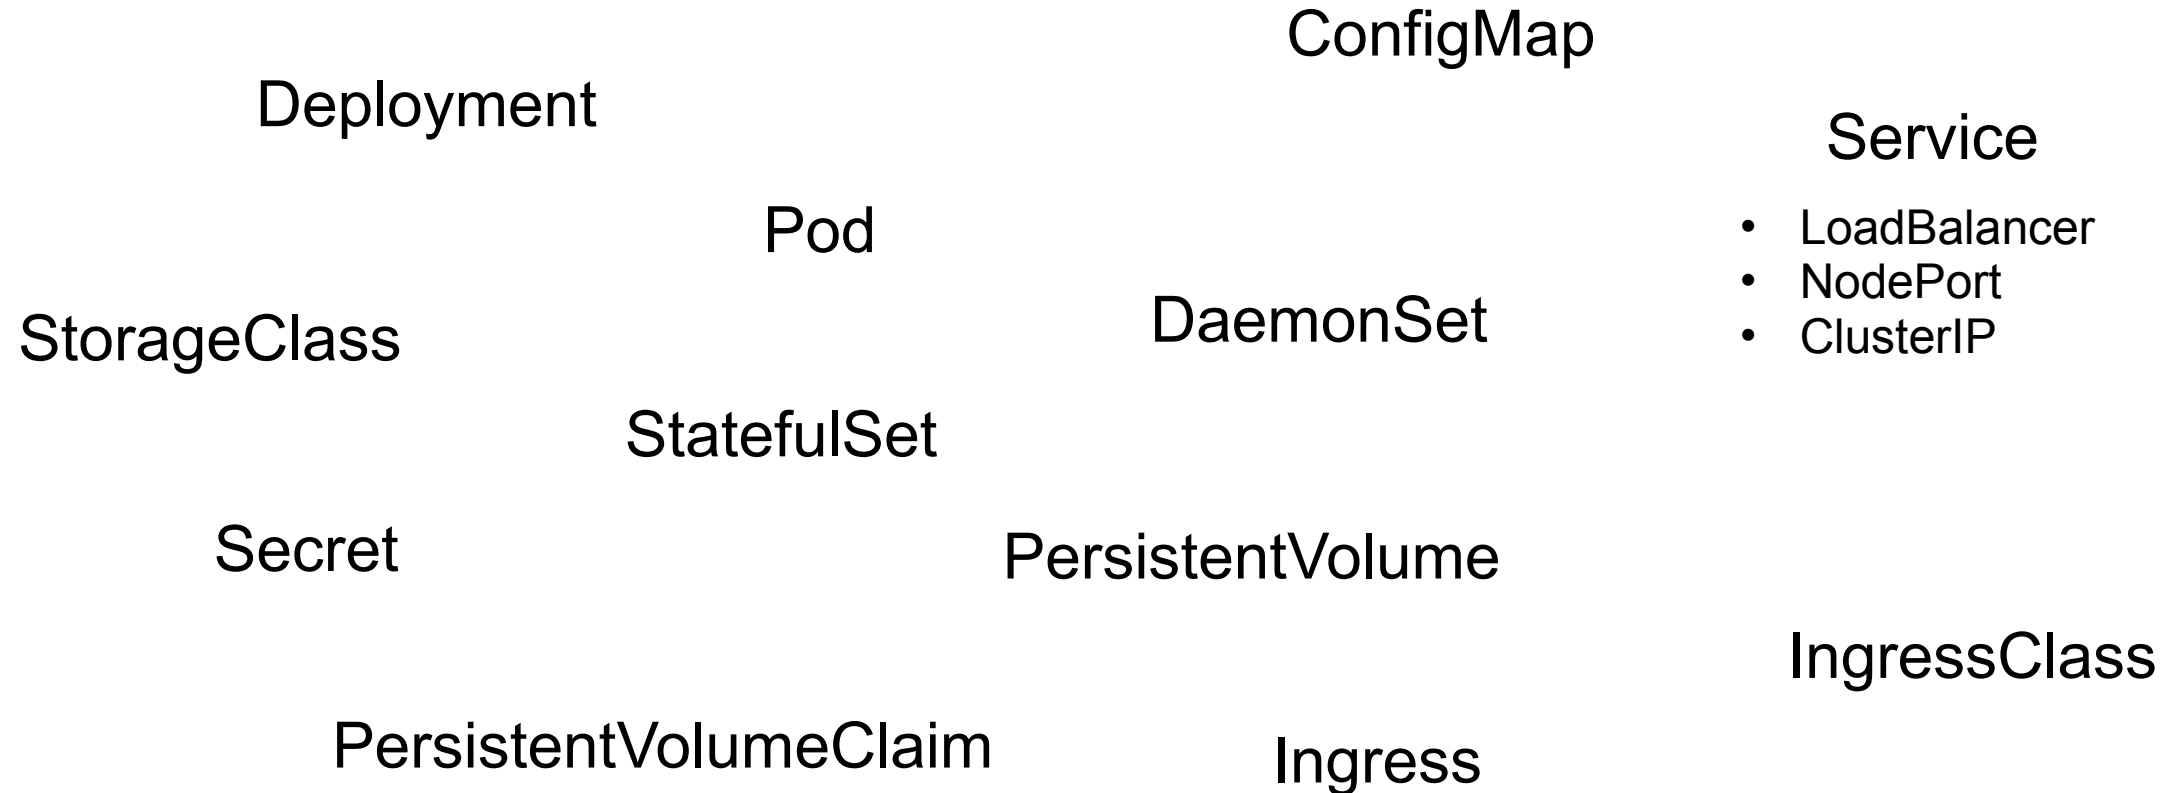 ConfigMap
Deployment
Service
Pod
• LoadBalancer
• NodePort
• ClusterIP
DaemonSet
StorageClass
StatefulSet
Secret
PersistentVolume
IngressClass
PersistentVolumeClaim
Ingress